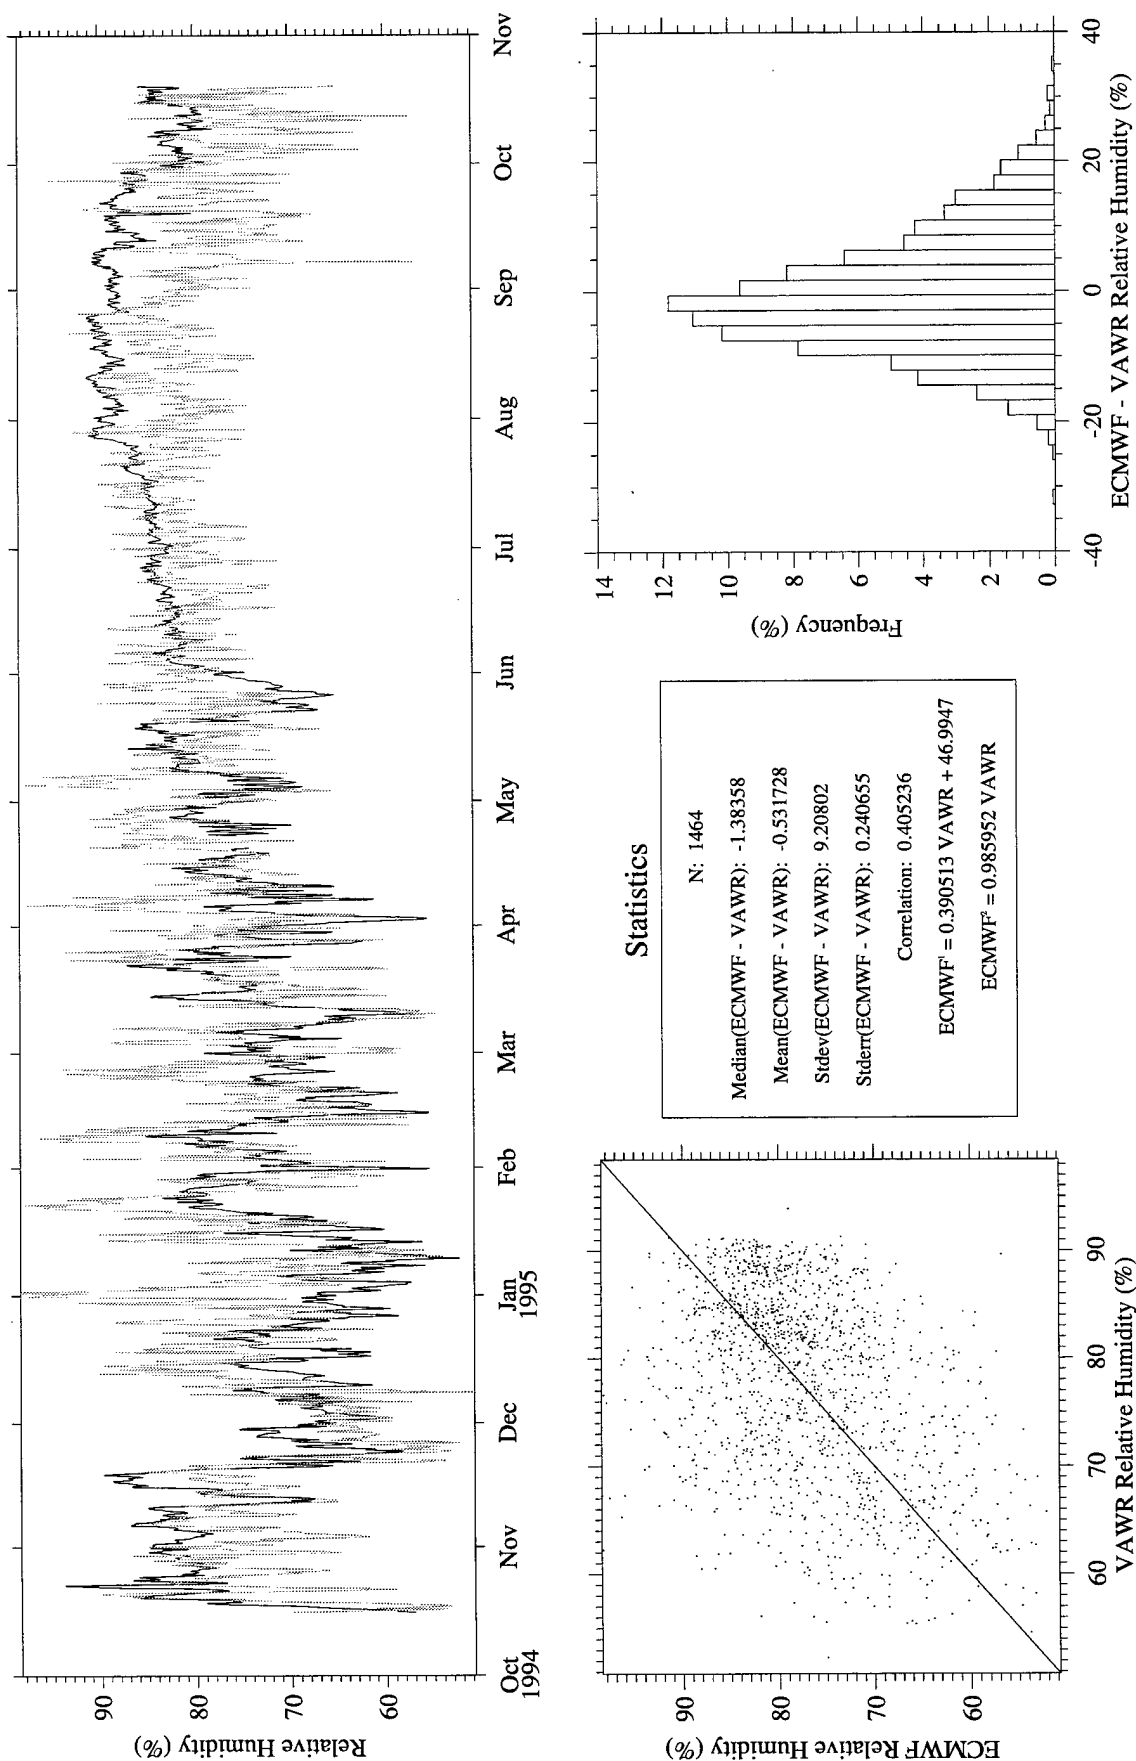 Relative Humidity (%)
90
80
70
60
Oct
1994
Nov
Dec
Jan
1995
Feb
Mar
Apr
May
Jun
Jul
Aug
Sep
Oct
Nov
ECMWF Relative Humidity (%)
90
80
70
60
60
70
80
90
VAWR Relative Humidity (%)
Statistics
N: 1464
Median(ECMWF - VAWR): -1.38358
Mean(ECMWF - VAWR): -0.531728
Stdev(ECMWF - VAWR): 9.20802
Stderr(ECMWF - VAWR): 0.240655
Correlation: 0.405236
ECMWF¹ = 0.390513 VAWR + 46.9947
ECMWF² = 0.985952 VAWR
Frequency (%)
14
12
10
8
6
4
2
0
-40
-20
0
20
40
ECMWF - VAWR Relative Humidity (%)